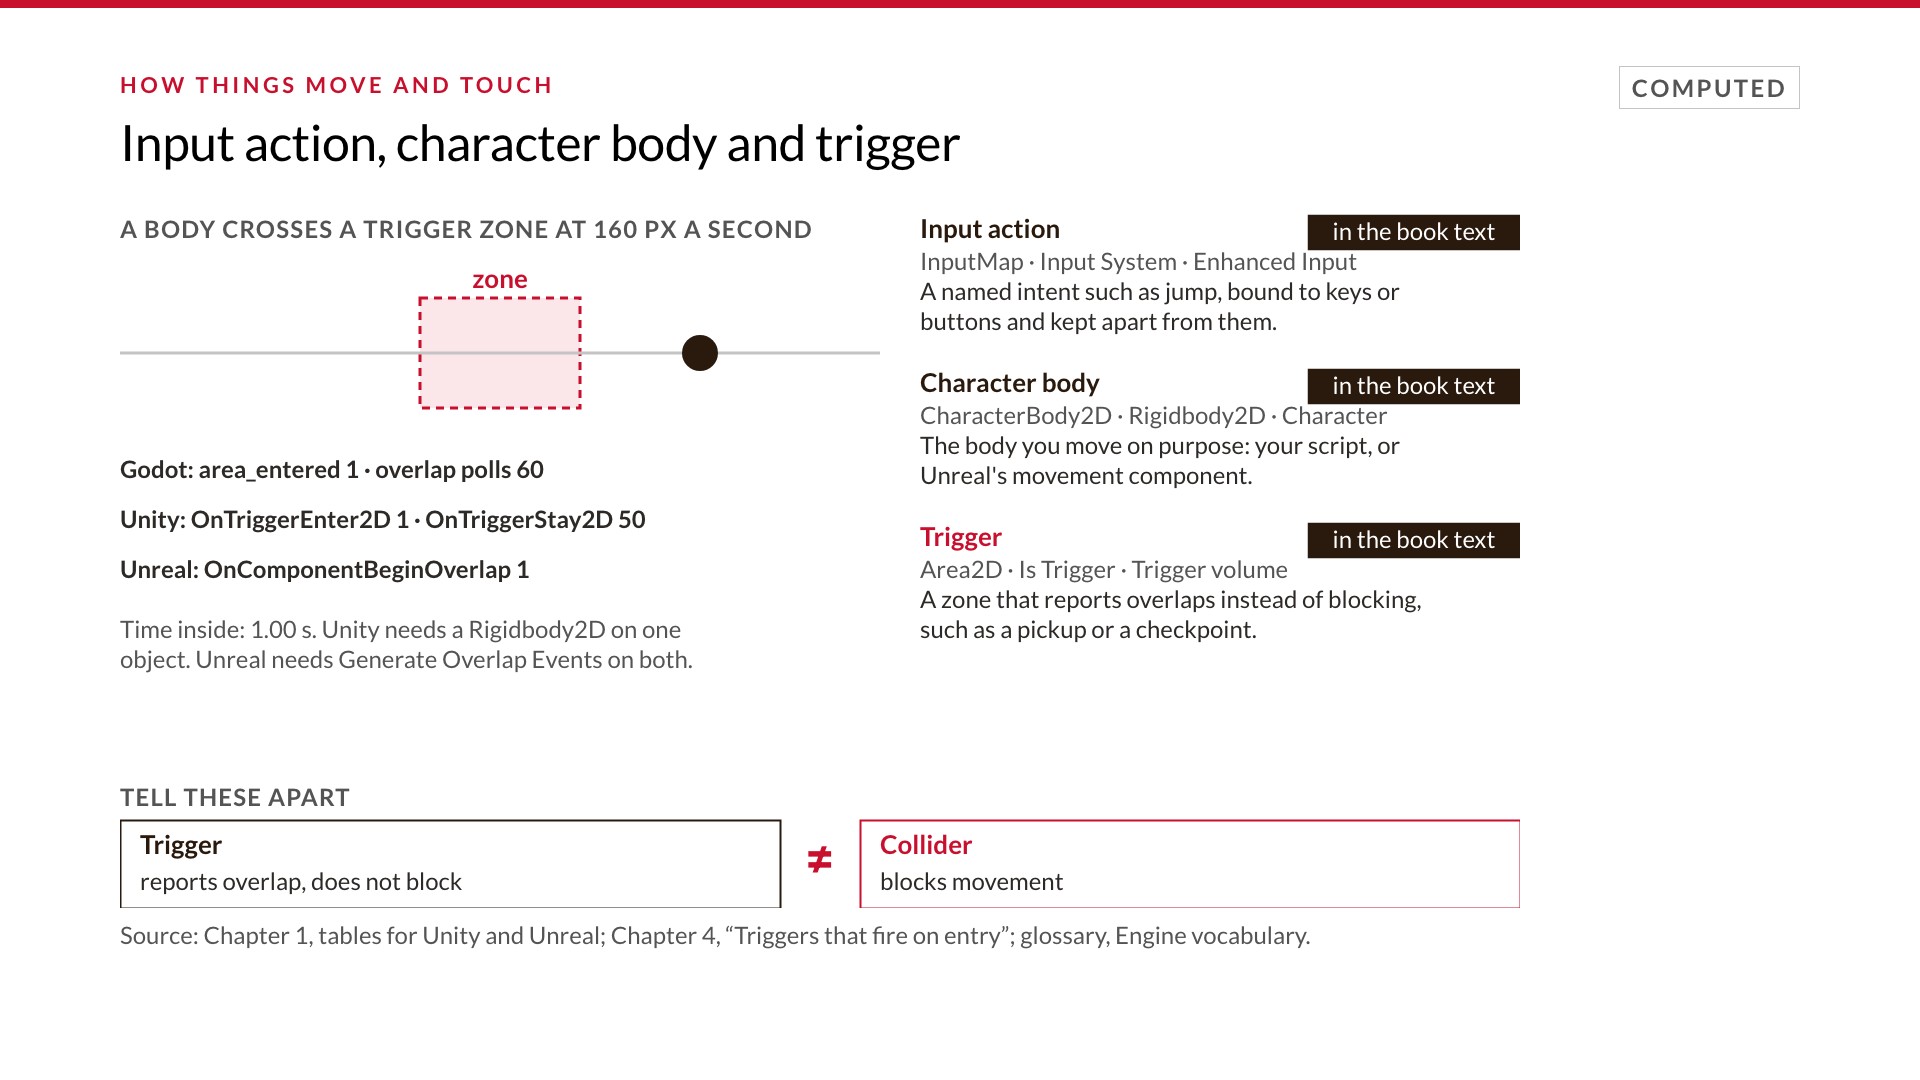 HOW THINGS MOVE AND TOUCH
COMPUTED
Input action, character body and trigger
A BODY CROSSES A TRIGGER ZONE AT 160 PX A SECOND
zone
Godot: area_entered 1 · overlap polls 60
Unity: OnTriggerEnter2D 1 · OnTriggerStay2D 50
Unreal: OnComponentBeginOverlap 1
Time inside: 1.00 s. Unity needs a Rigidbody2D on one
object. Unreal needs Generate Overlap Events on both.
Input action
in the book text
InputMap · Input System · Enhanced Input
A named intent such as jump, bound to keys or
buttons and kept apart from them.
Character body
in the book text
CharacterBody2D · Rigidbody2D · Character
The body you move on purpose: your script, or
Unreal's movement component.
Trigger
in the book text
Area2D · Is Trigger · Trigger volume
A zone that reports overlaps instead of blocking,
such as a pickup or a checkpoint.
TELL THESE APART
Trigger
reports overlap, does not block
≠
Collider
blocks movement
Source: Chapter 1, tables for Unity and Unreal; Chapter 4, “Triggers that fire on entry”; glossary, Engine vocabulary.